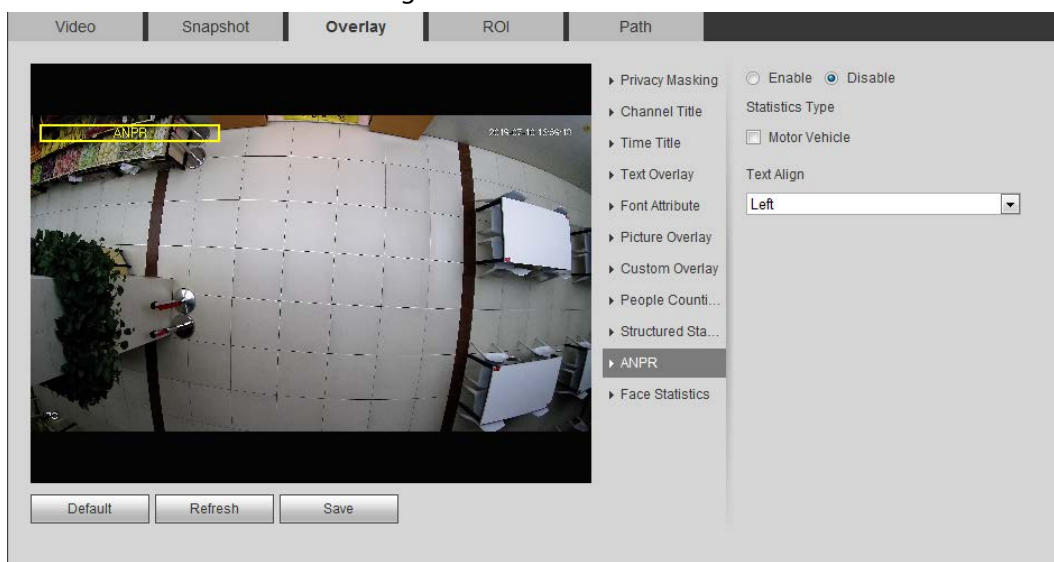 Video Snapshot Overlay ROI Path
ANPR
Privacy Masking
Channel Title
Time Title
Text Overlay
Font Attribute
Picture Overlay
Custom Overlay
People Counti...
Structured Sta...
ANPR
Face Statistics
Enable Disable
Statistics Type
Motor Vehicle
Text Align
Left
Default Refresh Save